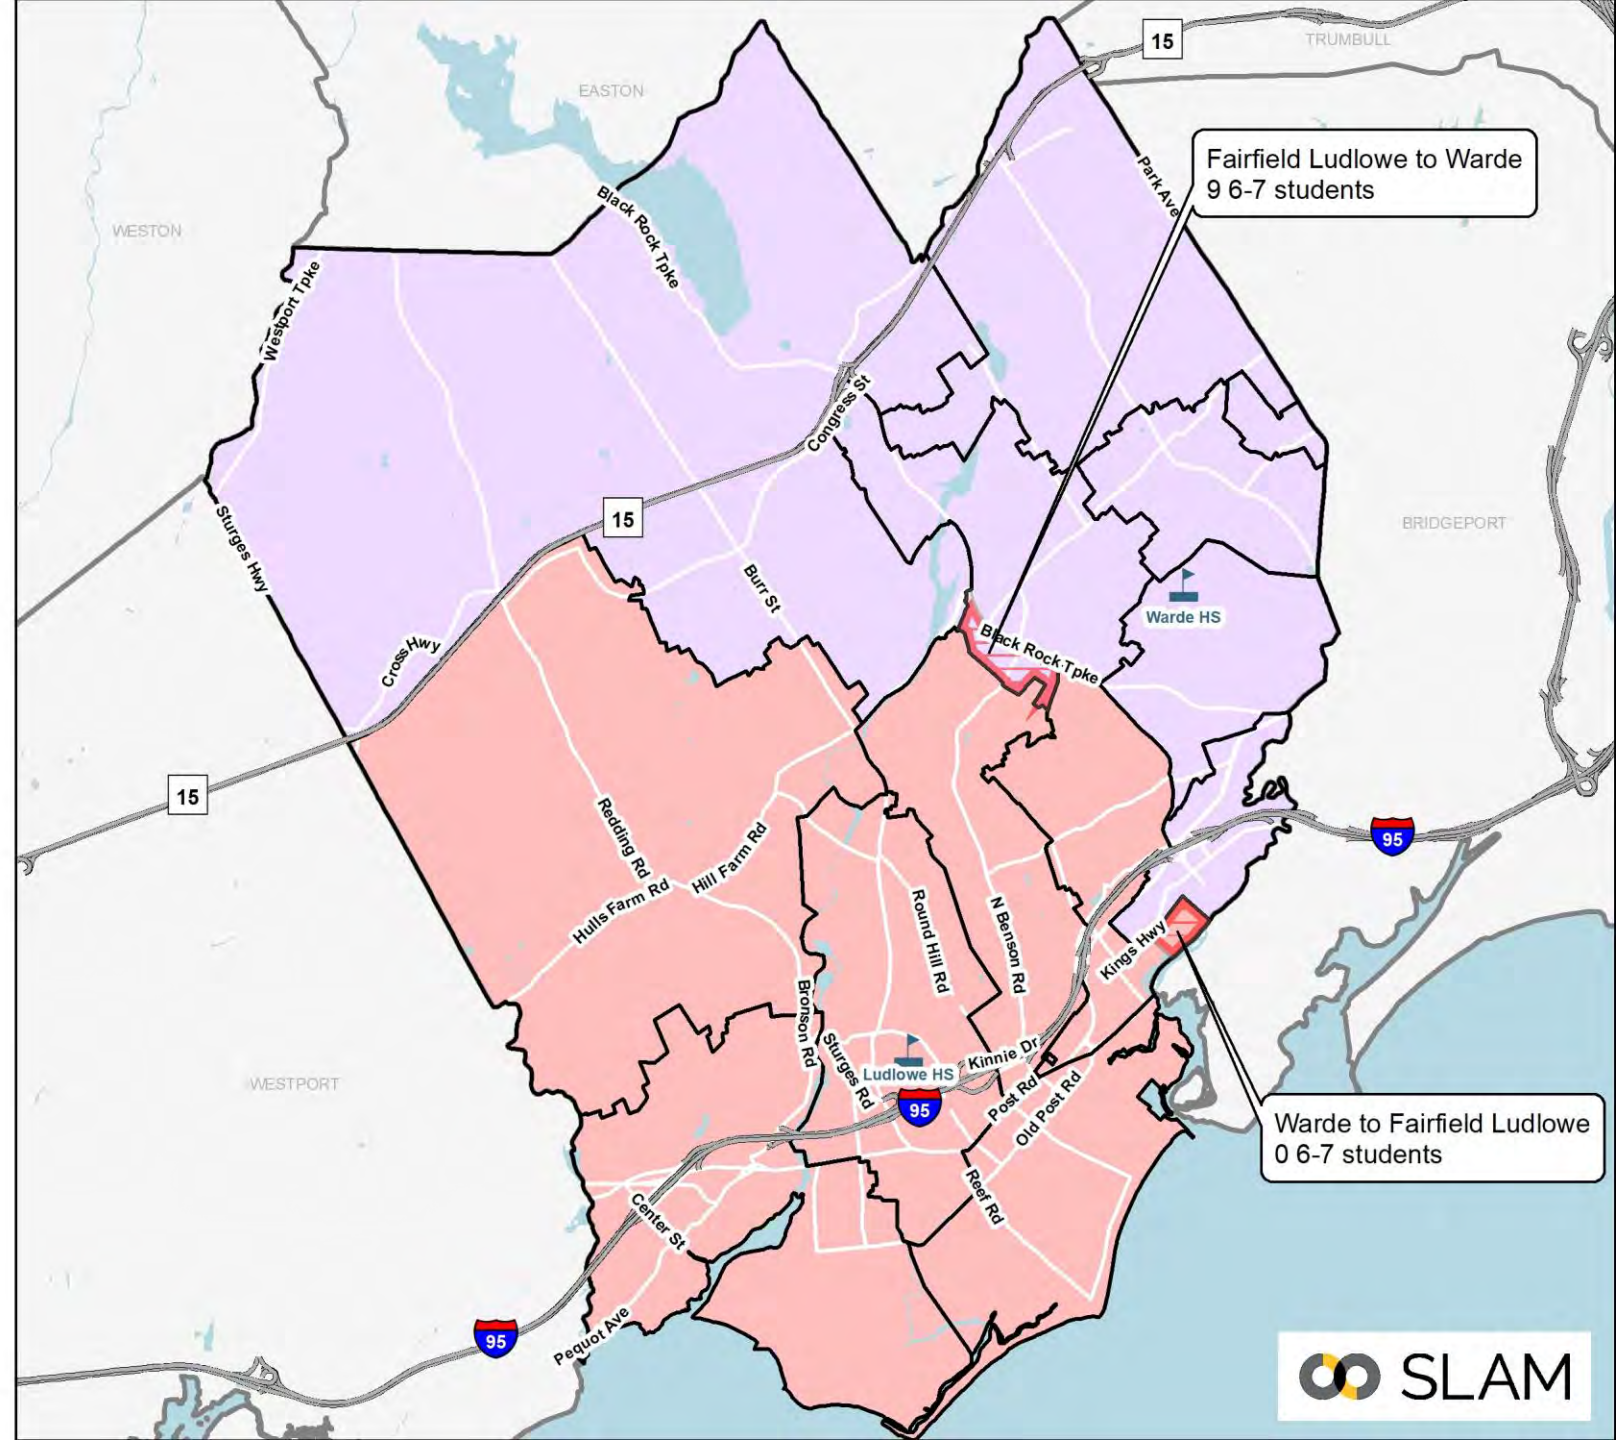 15
TRUMBULL
EASTON
Fairfield Ludlowe to Warde
9 6-7 students
Park Ave
Black Rock Tpke
WESTON
Westport Tpke
Congress St
15
Sturges Hwy
BRIDGEPORT
Burr St
Warde HS
Cross Hwy
Black Rock Tpke
15
Redding Rd
Hill Farm Rd
95
Hulls Farm Rd
Round Hill Rd
N Benson Rd
Kings Hwy
Bronson Rd
Sturges Rd
Ludlowe HS
Kinnie Dr
WESTPORT
95
Post Rd
Old Post Rd
Warde to Fairfield Ludlowe
0 6-7 students
Reef Rd
Center St
95
Pequot Ave
SLAM